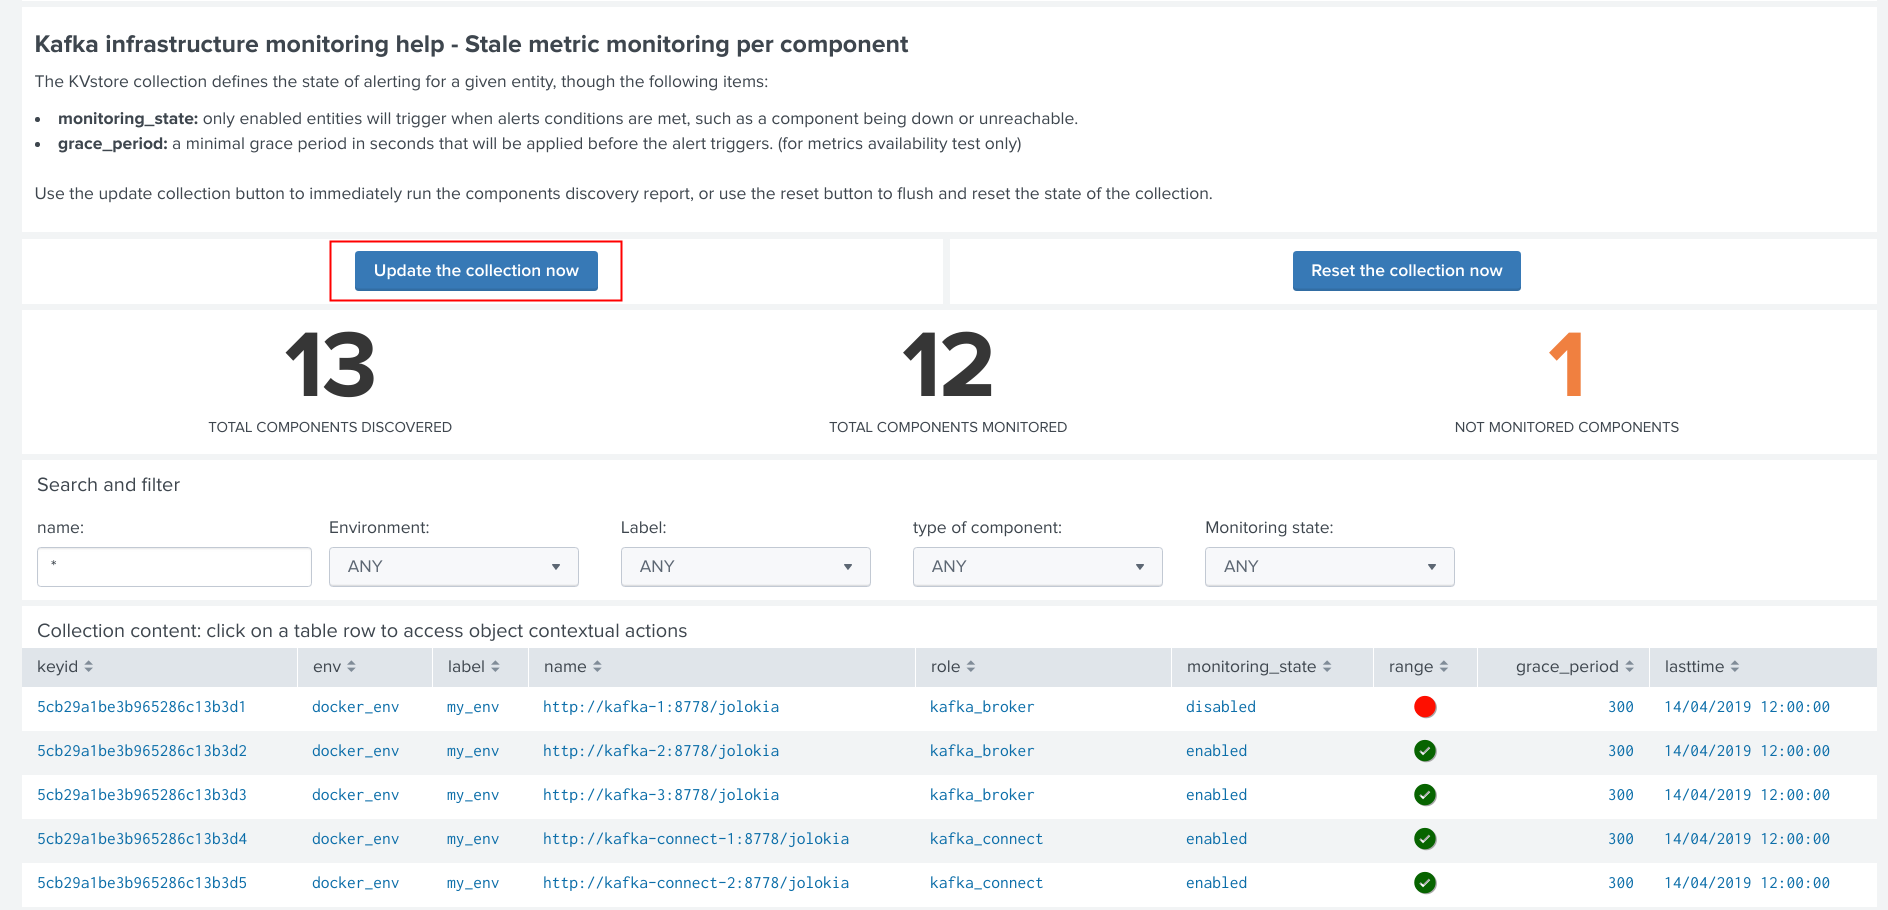 Kafka infrastructure monitoring help - Stale metric monitoring per component
The KVstore collection defines the state of alerting for a given entity, though the following items:
• monitoring_state: only enabled entities will trigger when alerts conditions are met, such as a component being down or unreachable.
• grace_period: a minimal grace period in seconds that will be applied before the alert triggers. (for metrics availability test only)
Use the update collection button to immediately run the components discovery report, or use the reset button to flush and reset the state of the collection.
Update the collection now Reset the collection now
13 12 1
TOTAL COMPONENTS DISCOVERED TOTAL COMPONENTS MONITORED NOT MONITORED COMPONENTS
Search and filter
name: Environment: Label: type of component: Monitoring state:
* ANY ANY ANY ANY
Collection content: click on a table row to access object contextual actions
keyid env label name role monitoring_state range grace_period lasttime
5cb29a1be3b965286c13b3d1 docker_env my_env http://kafka-1:8778/jolokia kafka_broker disabled 300 14/04/2019 12:00:00
5cb29a1be3b965286c13b3d2 docker_env my_env http://kafka-2:8778/jolokia kafka_broker enabled 300 14/04/2019 12:00:00
5cb29a1be3b965286c13b3d3 docker_env my_env http://kafka-3:8778/jolokia kafka_broker enabled 300 14/04/2019 12:00:00
5cb29a1be3b965286c13b3d4 docker_env my_env http://kafka-connect-1:8778/jolokia kafka_connect enabled 300 14/04/2019 12:00:00
5cb29a1be3b965286c13b3d5 docker_env my_env http://kafka-connect-2:8778/jolokia kafka_connect enabled 300 14/04/2019 12:00:00